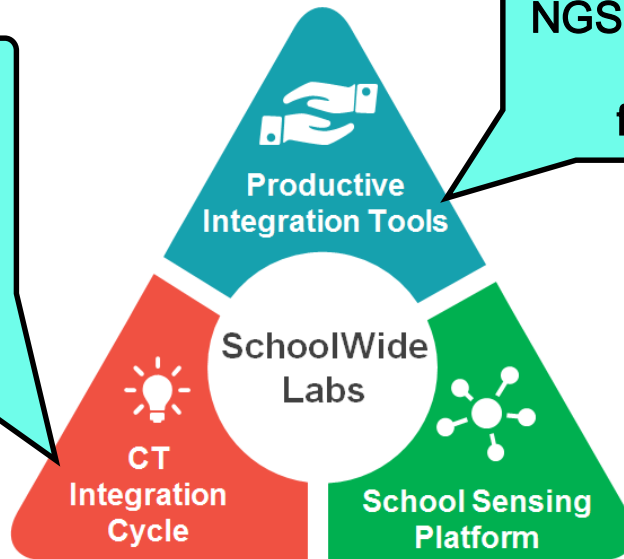 NGS
f
Productive
Integration Tools
SchoolWide
Labs
CT
Integration
Cycle
School Sensing
Platform